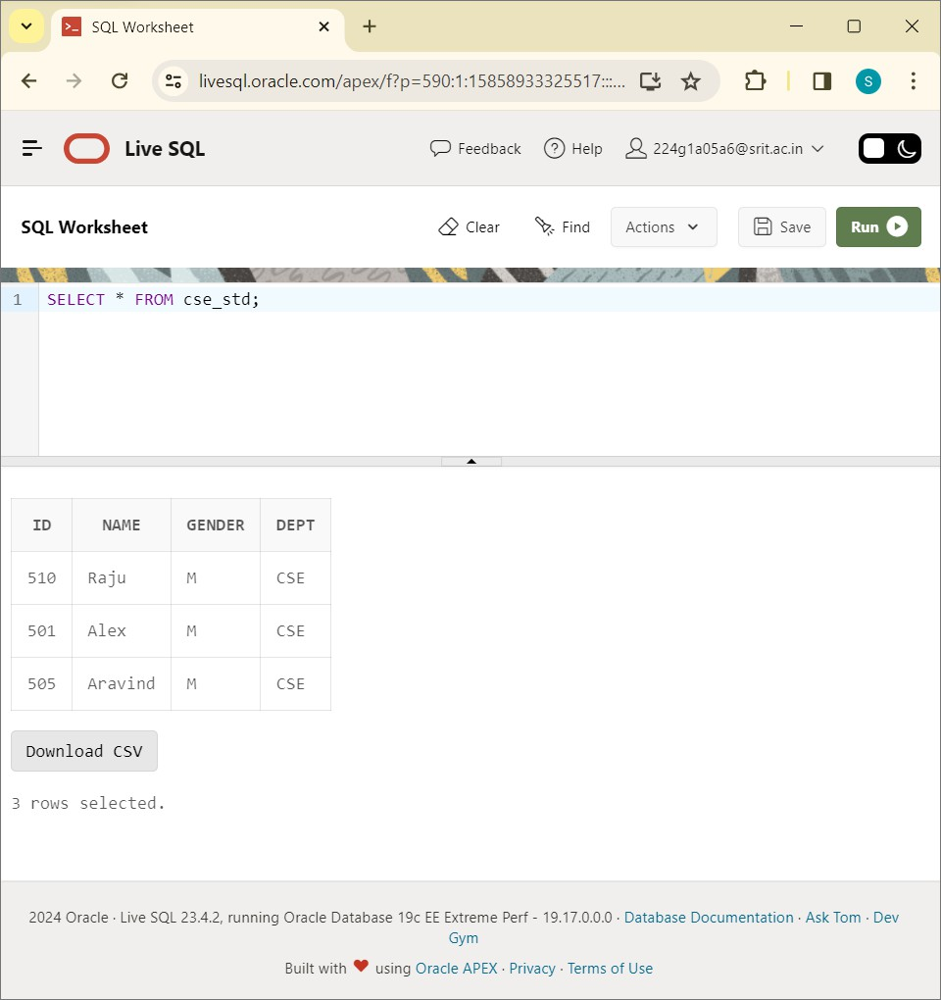 SQL Worksheet
livesql.oracle.com/apex/f?p=590:1:15858933325517:::...
S
Live SQL
Feedback
Help
224g1a05a6@srit.ac.in
SQL Worksheet
Clear
Find
Actions
Save
Run
1 SELECT * FROM cse_std;
ID NAME GENDER DEPT
510 Raju M CSE
501 Alex M CSE
505 Aravind M CSE
Download CSV
3 rows selected.
2024 Oracle · Live SQL 23.4.2, running Oracle Database 19c EE Extreme Perf - 19.17.0.0.0 · Database Documentation · Ask Tom · Dev
Gym
Built with ❤ using Oracle APEX · Privacy · Terms of Use